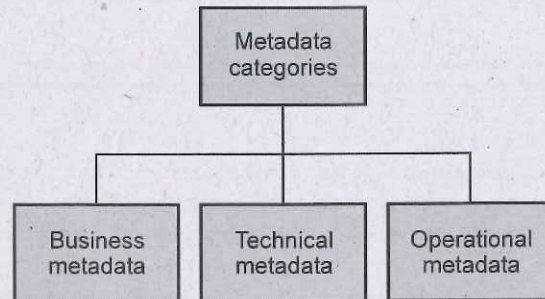 Metadata
categories
Business
metadata
Technical
metadata
Operational
metadata